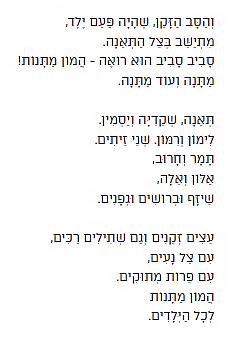 וְהַסָּב הַזָּקֵן, שֶׁהָיָה פַּעַם יֶלֶד,
מִתְיַשֵּׁב בְּצֵל הַתְּאֵנָה.
סָבִיב סָבִיב הוּא רוֹאֶה - הֲמוֹן מַתָּנוֹת!
מַתָּנָה וְעוֹד מַתָּנָה.
תְּאֵנָה, שְׁקֵדִיָּה וְיַסְמִין.
לִימוֹן וְרִמּוֹן. שְׁנֵי זֵיתִים.
תָּמָר וְחָרוּב,
אַלּוֹן וְאֵלָה,
שֵׁיזָף וּבְרוֹשִׁים וּגְפָנִים.
עֵצִים זְקֵנִים וְגַם שְׁתִילִים רַכִּים,
עִם צֵל נָעִים,
עִם פֵּרוֹת מְתוּקִים.
הֲמוֹן מַתָּנוֹת
לְכָל הַיְּלָדִים.